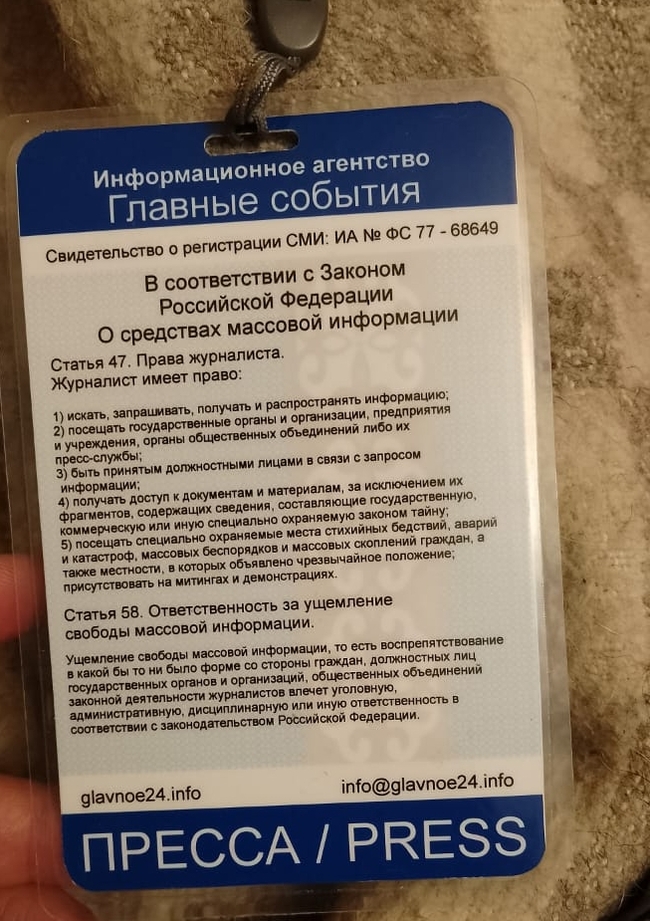 Информационное агентство
Главные события
Свидетельство о регистрации СМИ: ИА № ФС 77 - 68649
В соответствии с Законом
Российской Федерации
О средствах массовой информации
Статья 47. Права журналиста.
Журналист имеет право:
1) искать, запрашивать, получать и распространять информацию;
2) посещать государственные органы и организации, предприятия
и учреждения, органы общественных объединений либо их
пресс-службы;
3) быть принятым должностными лицами в связи с запросом
информации;
4) получать доступ к документам и материалам, за исключением их
фрагментов, содержащих сведения, составляющие государственную,
коммерческую или иную специально охраняемую законом тайну;
5) посещать специально охраняемые места стихийных бедствий, аварий
и катастроф, массовых беспорядков и массовых скоплений граждан, а
также местности, в которых объявлено чрезвычайное положение;
присутствовать на митингах и демонстрациях.
Статья 58. Ответственность за ущемление
свободы массовой информации.
Ущемление свободы массовой информации, то есть воспрепятствование
в какой бы то ни было форме со стороны граждан, должностных лиц
государственных органов и организаций, общественных объединений
законной деятельности журналистов влечет уголовную,
административную, дисциплинарную или иную ответственность в
соответствии с законодательством Российской Федерации.
glavnoe24.info info@glavnoe24.info
ПРЕССА / PRESS